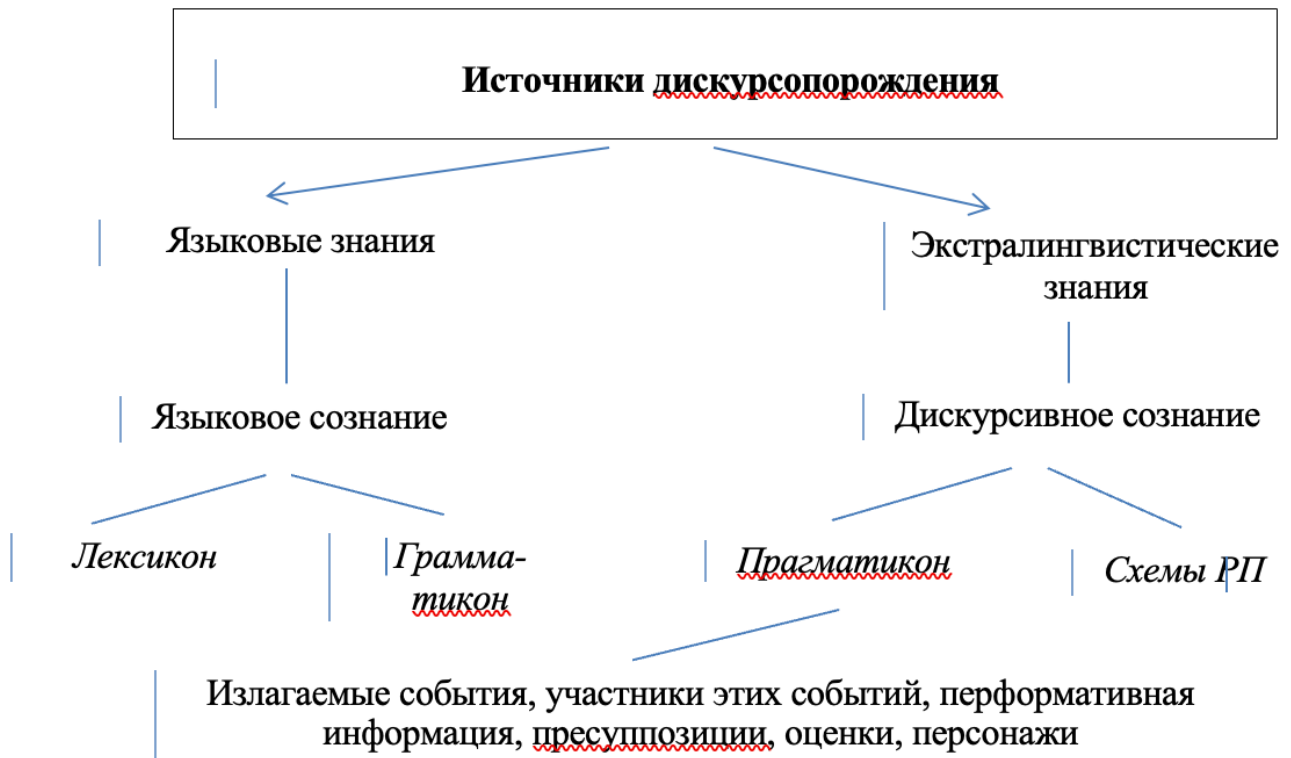 Источники дискурсопорождения
Языковые знания
Экстралингвистические
знания
Языковое сознание
Дискурсивное сознание
Лексикон
Грамма-
тикон
Прагматикон
Схемы РП
Излагаемые события, участники этих событий, перформативная
информация, пресуппозиции, оценки, персонажи